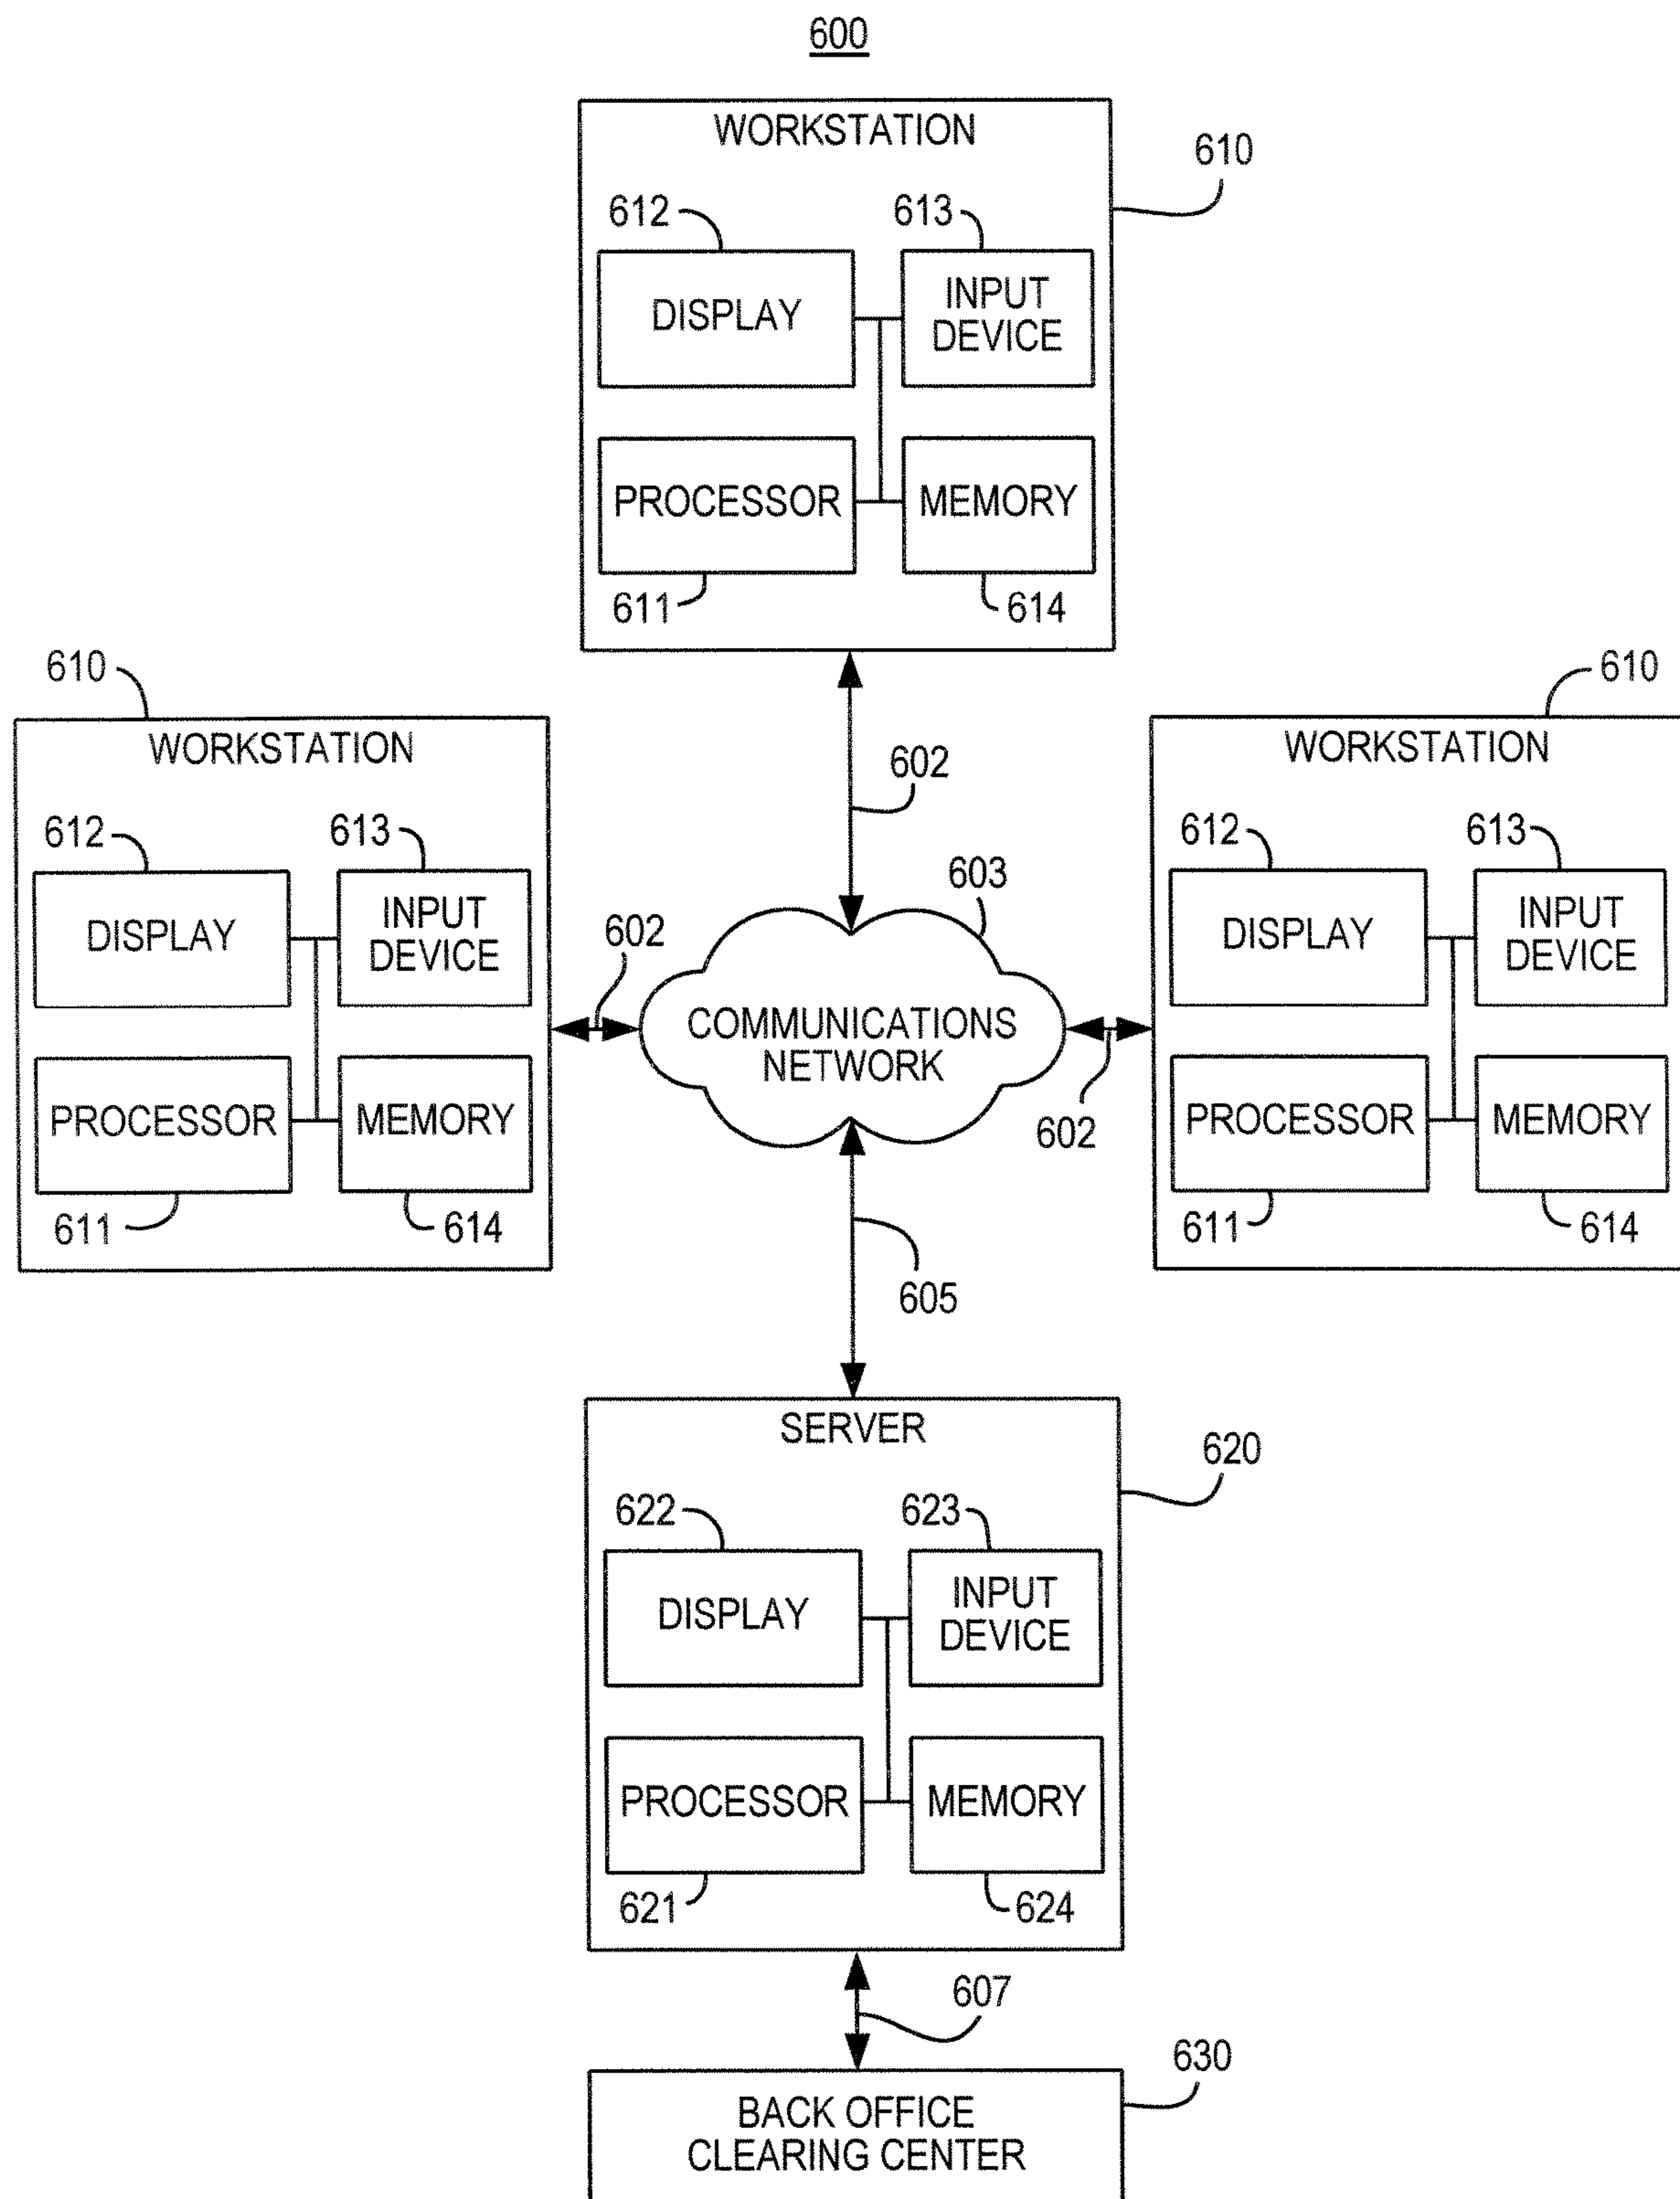 600
WORKSTATION
610
612
613
DISPLAY
INPUT
DEVICE
PROCESSOR
MEMORY
611
614
610
WORKSTATION
612
613
DISPLAY
INPUT
DEVICE
PROCESSOR
MEMORY
611
614
602
602
603
COMMUNICATIONS
NETWORK
602
605
610
WORKSTATION
612
613
DISPLAY
INPUT
DEVICE
PROCESSOR
MEMORY
611
614
SERVER
620
622
623
DISPLAY
INPUT
DEVICE
PROCESSOR
MEMORY
621
624
607
630
BACK OFFICE
CLEARING CENTER